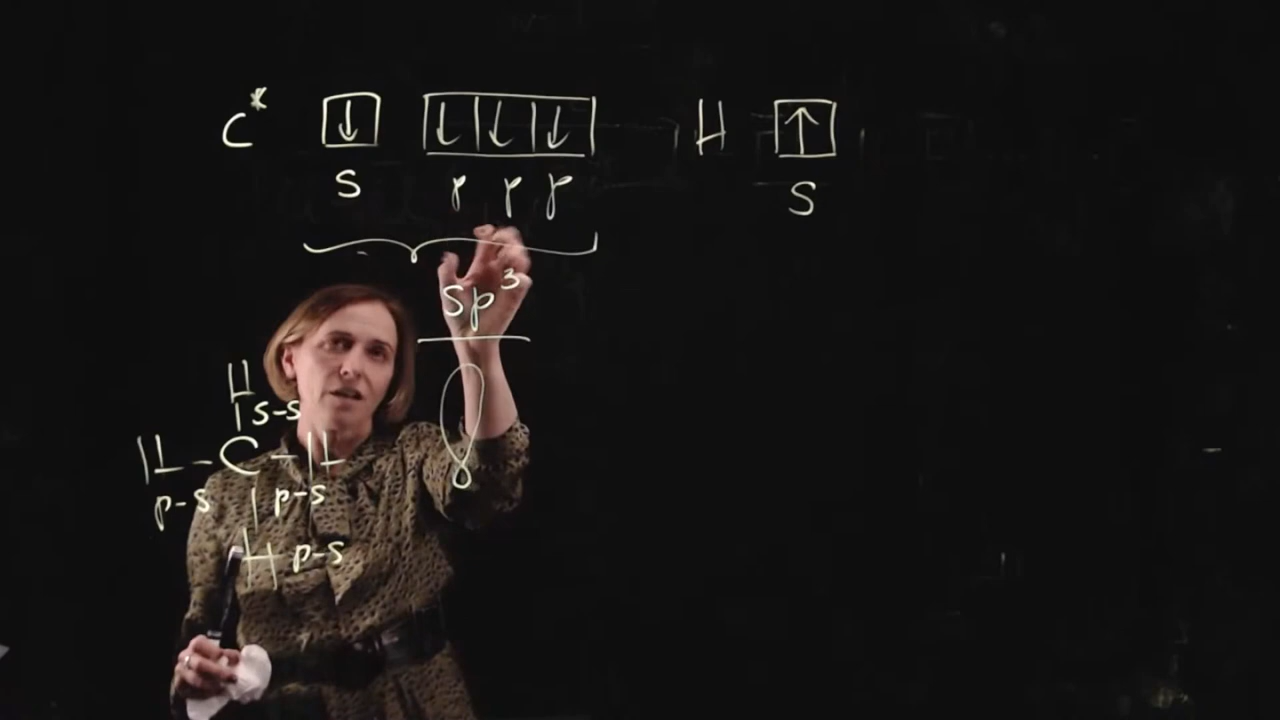 C* ↓ ↓ ↓ ↓ H ↑
s p p p s
sp³
H
s-s
H-C-H
p-s p-s
H p-s